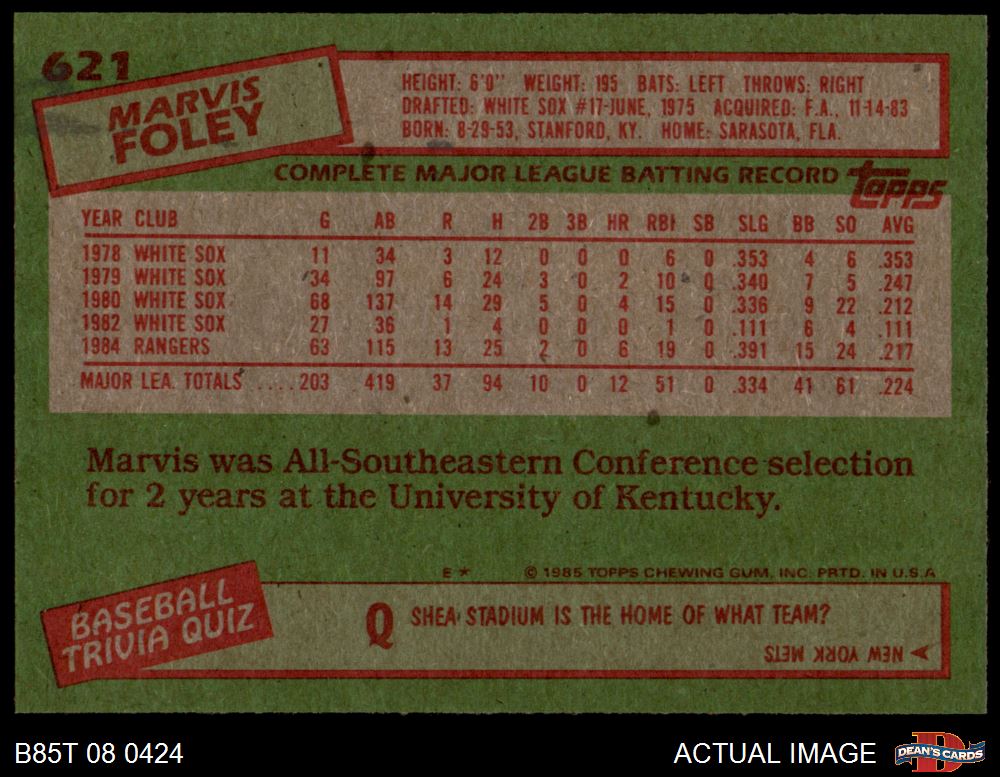 621
MARVIS
FOLEY
HEIGHT: 6'0" WEIGHT: 195 BATS: LEFT THROWS: RIGHT
DRAFTED: WHITE SOX #17-JUNE, 1975 ACQUIRED: F.A., 11-14-83
BORN: 8-29-53, STANFORD, KY. HOME: SARASOTA, FLA.
COMPLETE MAJOR LEAGUE BATTING RECORD topps
YEAR CLUB G AB R H 2B 3B HR RBI SB SLG BB SO AVG
1978 WHITE SOX 11 34 3 12 0 0 0 6 0 .353 4 6 .353
1979 WHITE SOX 34 97 6 24 3 0 2 10 0 .340 7 5 .247
1980 WHITE SOX 68 137 14 29 5 0 4 15 0 .336 9 22 .212
1982 WHITE SOX 27 36 1 4 0 0 0 1 0 .111 6 4 .111
1984 RANGERS 63 115 13 25 2 0 6 19 0 .391 15 24 .217
MAJOR LEA. TOTALS ....203 419 37 94 10 0 12 51 0 .334 41 61 .224
Marvis was All-Southeastern Conference selection
for 2 years at the University of Kentucky.
E* © 1985 TOPPS CHEWING GUM, INC. PRTD. IN U.S.A
BASEBALL
TRIVIA QUIZ
Q SHEA STADIUM IS THE HOME OF WHAT TEAM?
NEW YORK METS
B85T 08 0424 ACTUAL IMAGE
D
DEAN'S CARDS